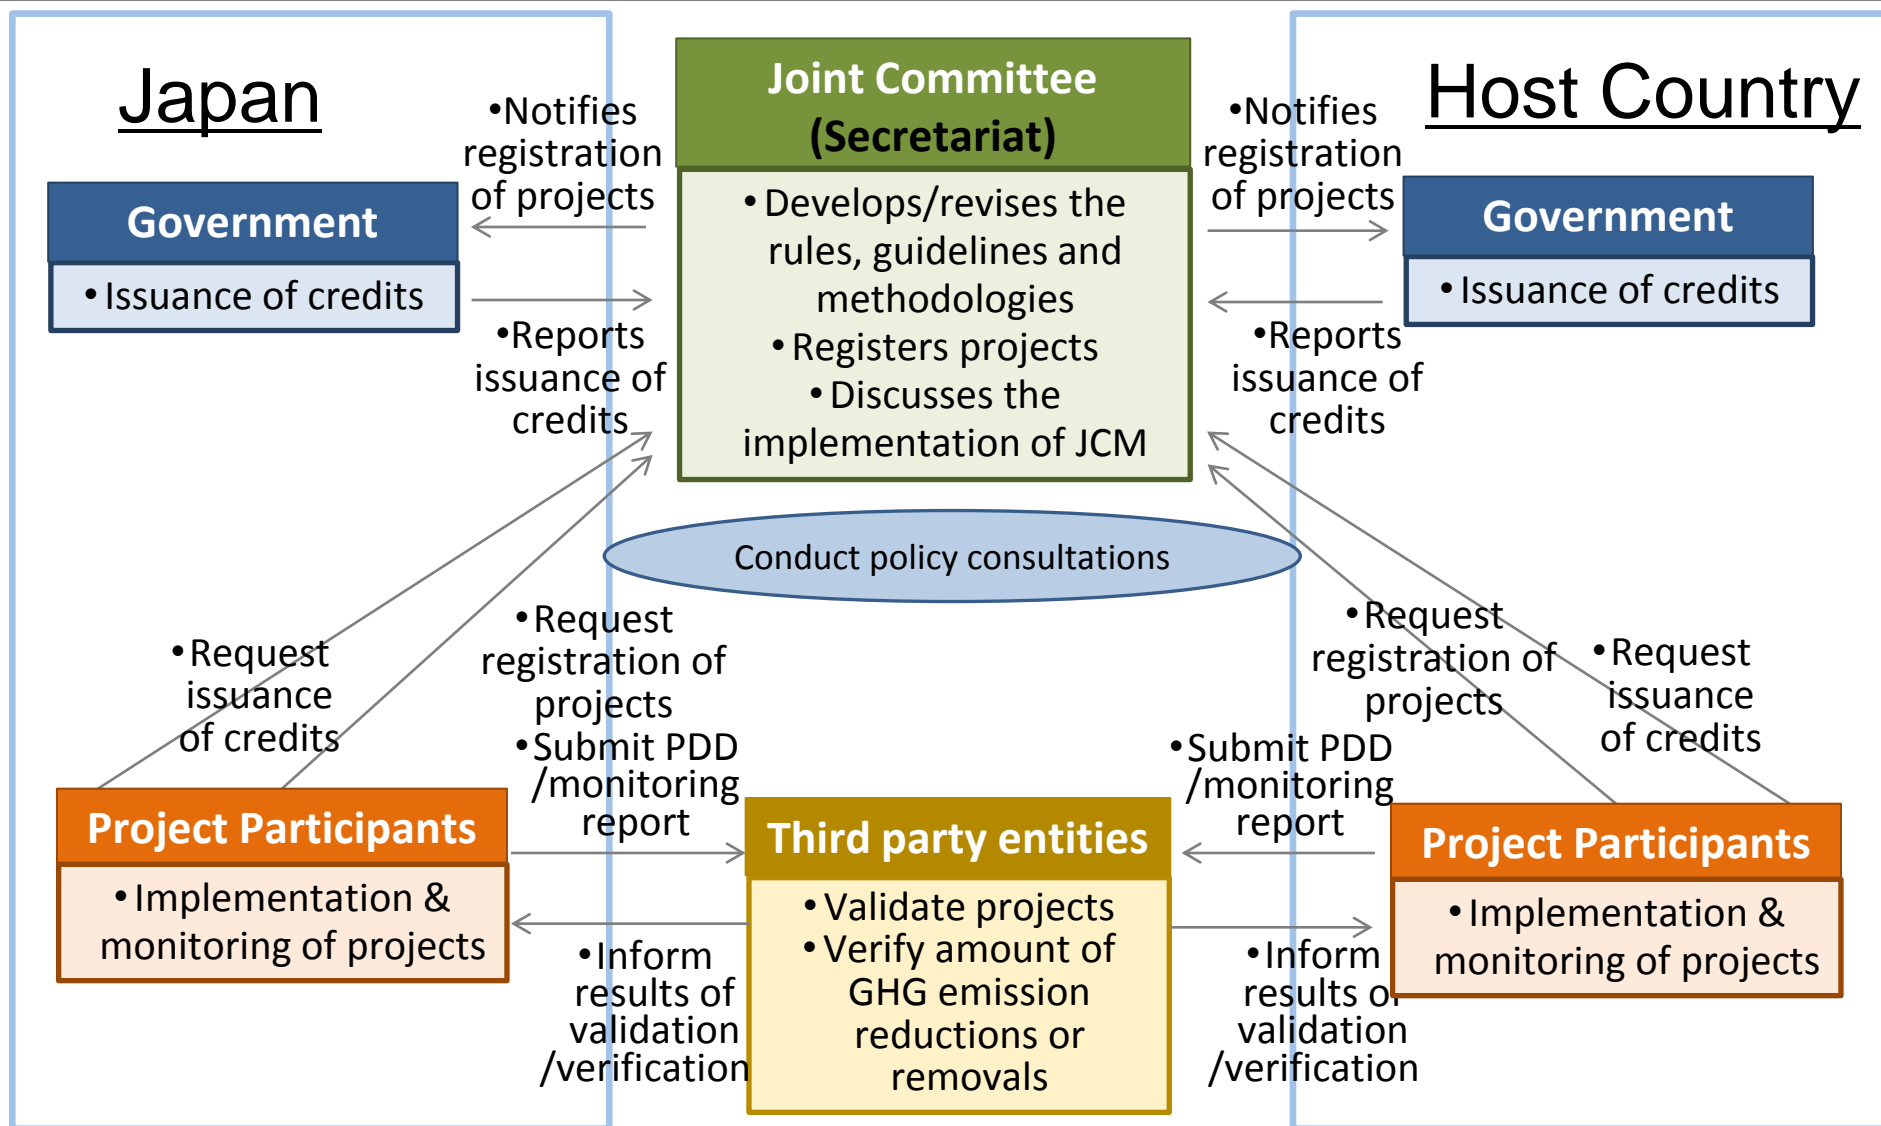 Japan
•Notifies
registration
of projects
Government
•Issuance of credits
•Reports
issuance of
credits
Joint Committee
(Secretariat)
•Develops/revises the
rules, guidelines and
methodologies
•Registers projects
•Discusses the
implementation of JCM
Host Country
•Notifies
registration
of projects
Government
•Issuance of credits
•Reports
issuance of
credits
Conduct policy consultations
•Request
issuance
of credits
•Request
registration of
projects
•Submit PDD
/monitoring
report
•Request
registration of
projects
•Request
issuance
of credits
•Submit PDD
/monitoring
report
Project Participants
•Implementation &
monitoring of projects
•Inform
results of
validation
/verification
Third party entities
•Validate projects
•Verify amount of
GHG emission
reductions or
removals
•Inform
results of
validation
/verification
Project Participants
•Implementation &
monitoring of projects